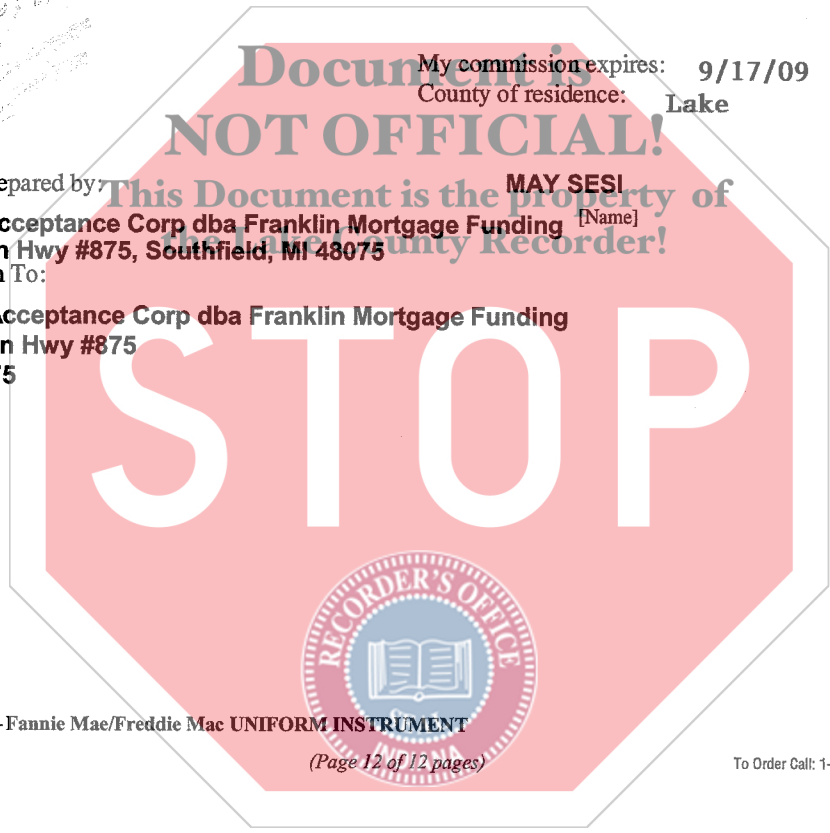 Document is
My commission expires: 9/17/09
County of residence: Lake
NOT OFFICIAL!
epared by:
MAY SESI
This Document is the property of
cceptance Corp dba Franklin Mortgage Funding [Name]
the Lake County Recorder!
n Hwy #875, Southfield, MI 48075
To:
Acceptance Corp dba Franklin Mortgage Funding
n Hwy #875
5
STOP
RECORDER'S OFFICE
SEAL
INDIANA
-Fannie Mae/Freddie Mac UNIFORM INSTRUMENT
(Page 12 of 12 pages)
To Order Call: 1-